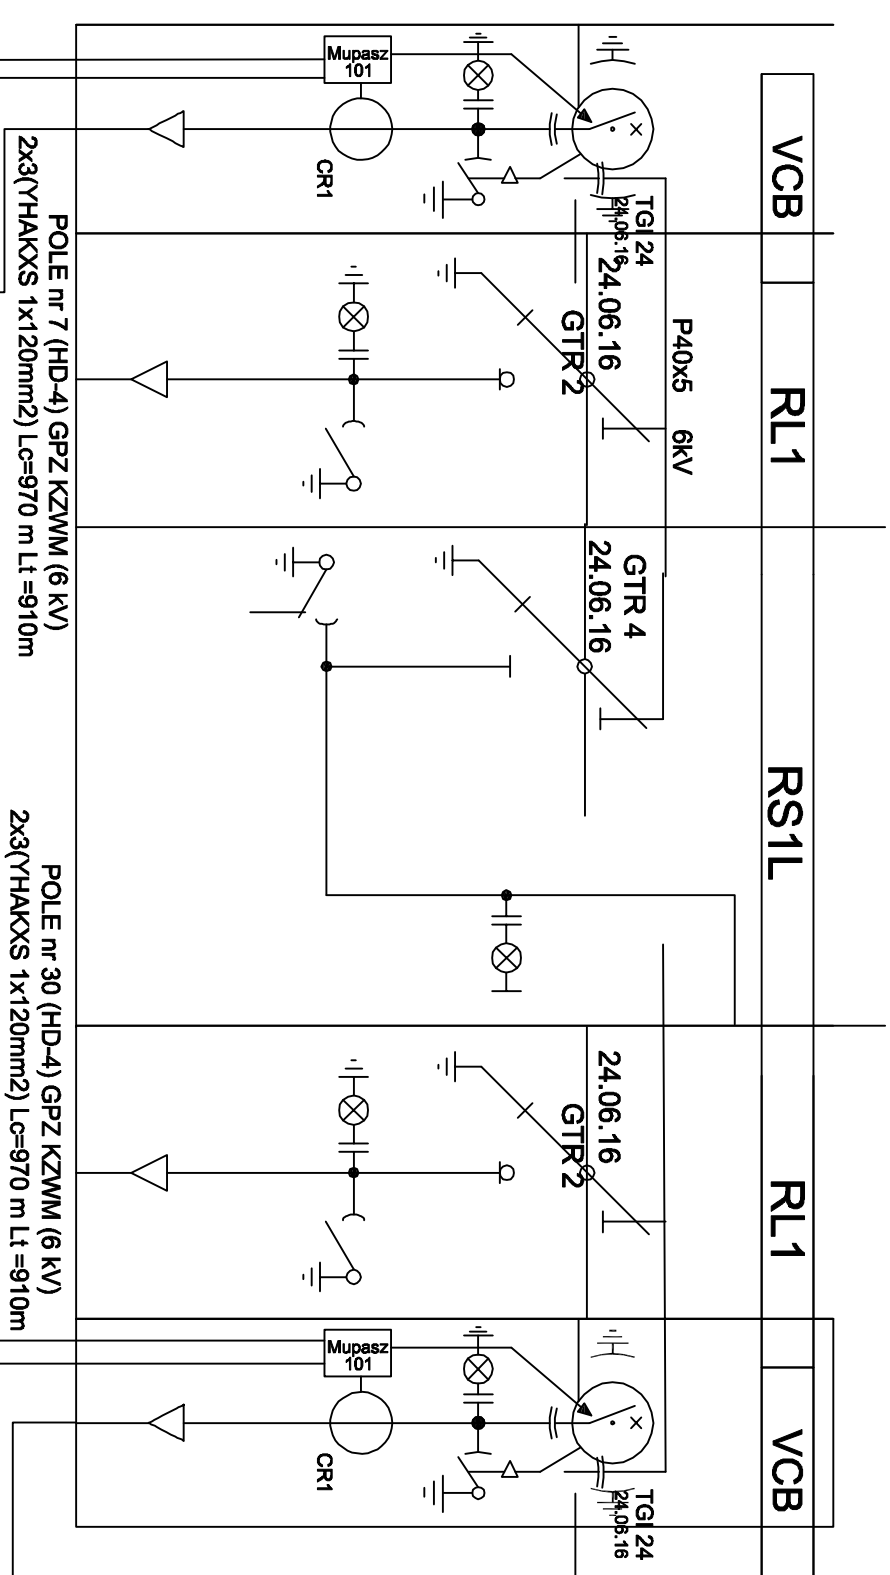 VCB
RL1
RS1L
RL1
VCB
TGI 24
24.06.16
P40x5 6kV
24.06.16
GTR 2
GTR 4
24.06.16
24.06.16
GTR 2
TGI 24
24.06.16
Mupasz
101
CR1
Mupasz
101
CR1
POLE nr 7 (HD-4) GPZ KZWM (6 kV)
2x3(YHAKXS 1x120mm2) Lc=970 m Lt =910m
POLE nr 30 (HD-4) GPZ KZWM (6 kV)
2x3(YHAKXS 1x120mm2) Lc=970 m Lt =910m